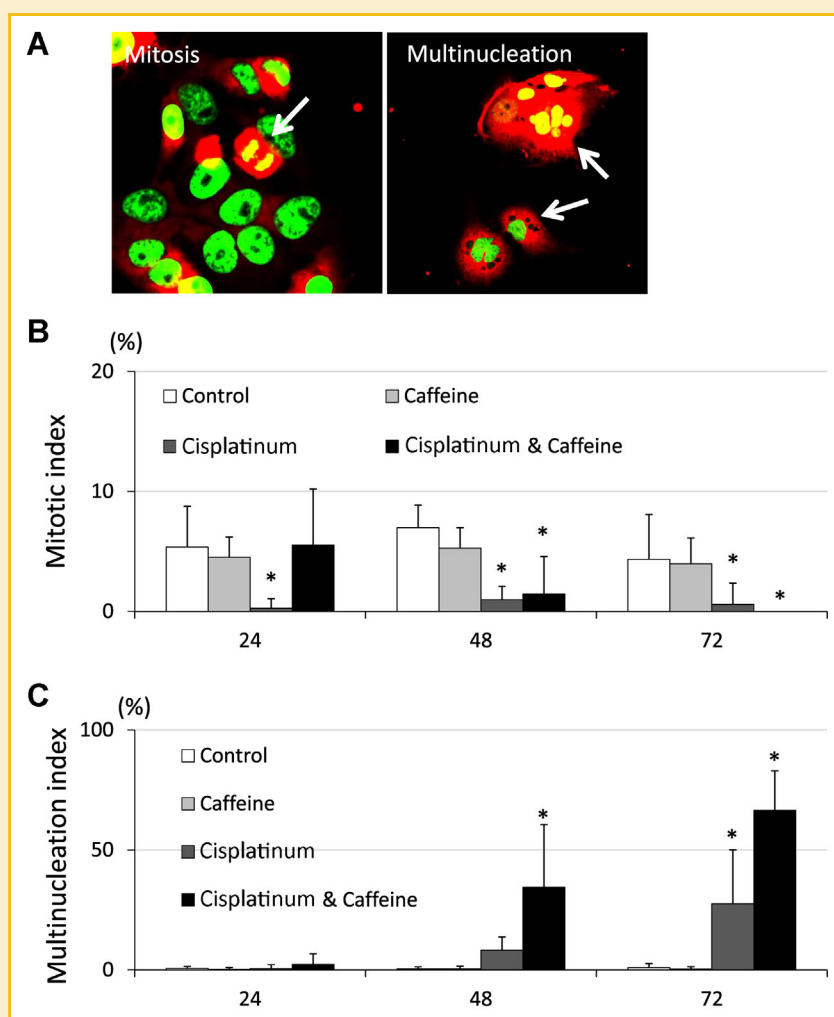 A
Mitosis
Multinucleation
B
(%)
20
Control
Caffeine
Cisplatinum
Cisplatinum & Caffeine
10
*
*
*
*
*
0
24
48
72
Mitotic index
C
(%)
100
Control
Caffeine
Cisplatinum
Cisplatinum & Caffeine
50
*
*
*
0
24
48
72
Multinucleation index